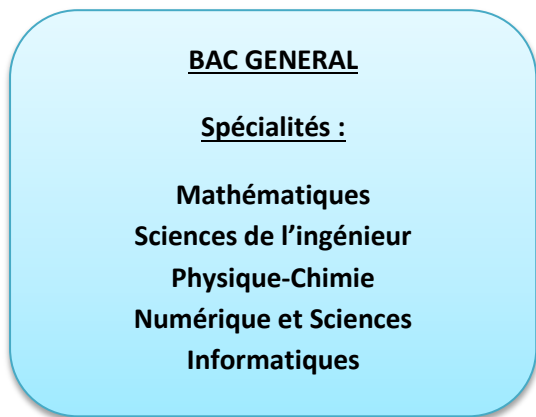 BAC GENERAL
Spécialités :
Mathématiques
Sciences de l’ingénieur
Physique-Chimie
Numérique et Sciences
Informatiques